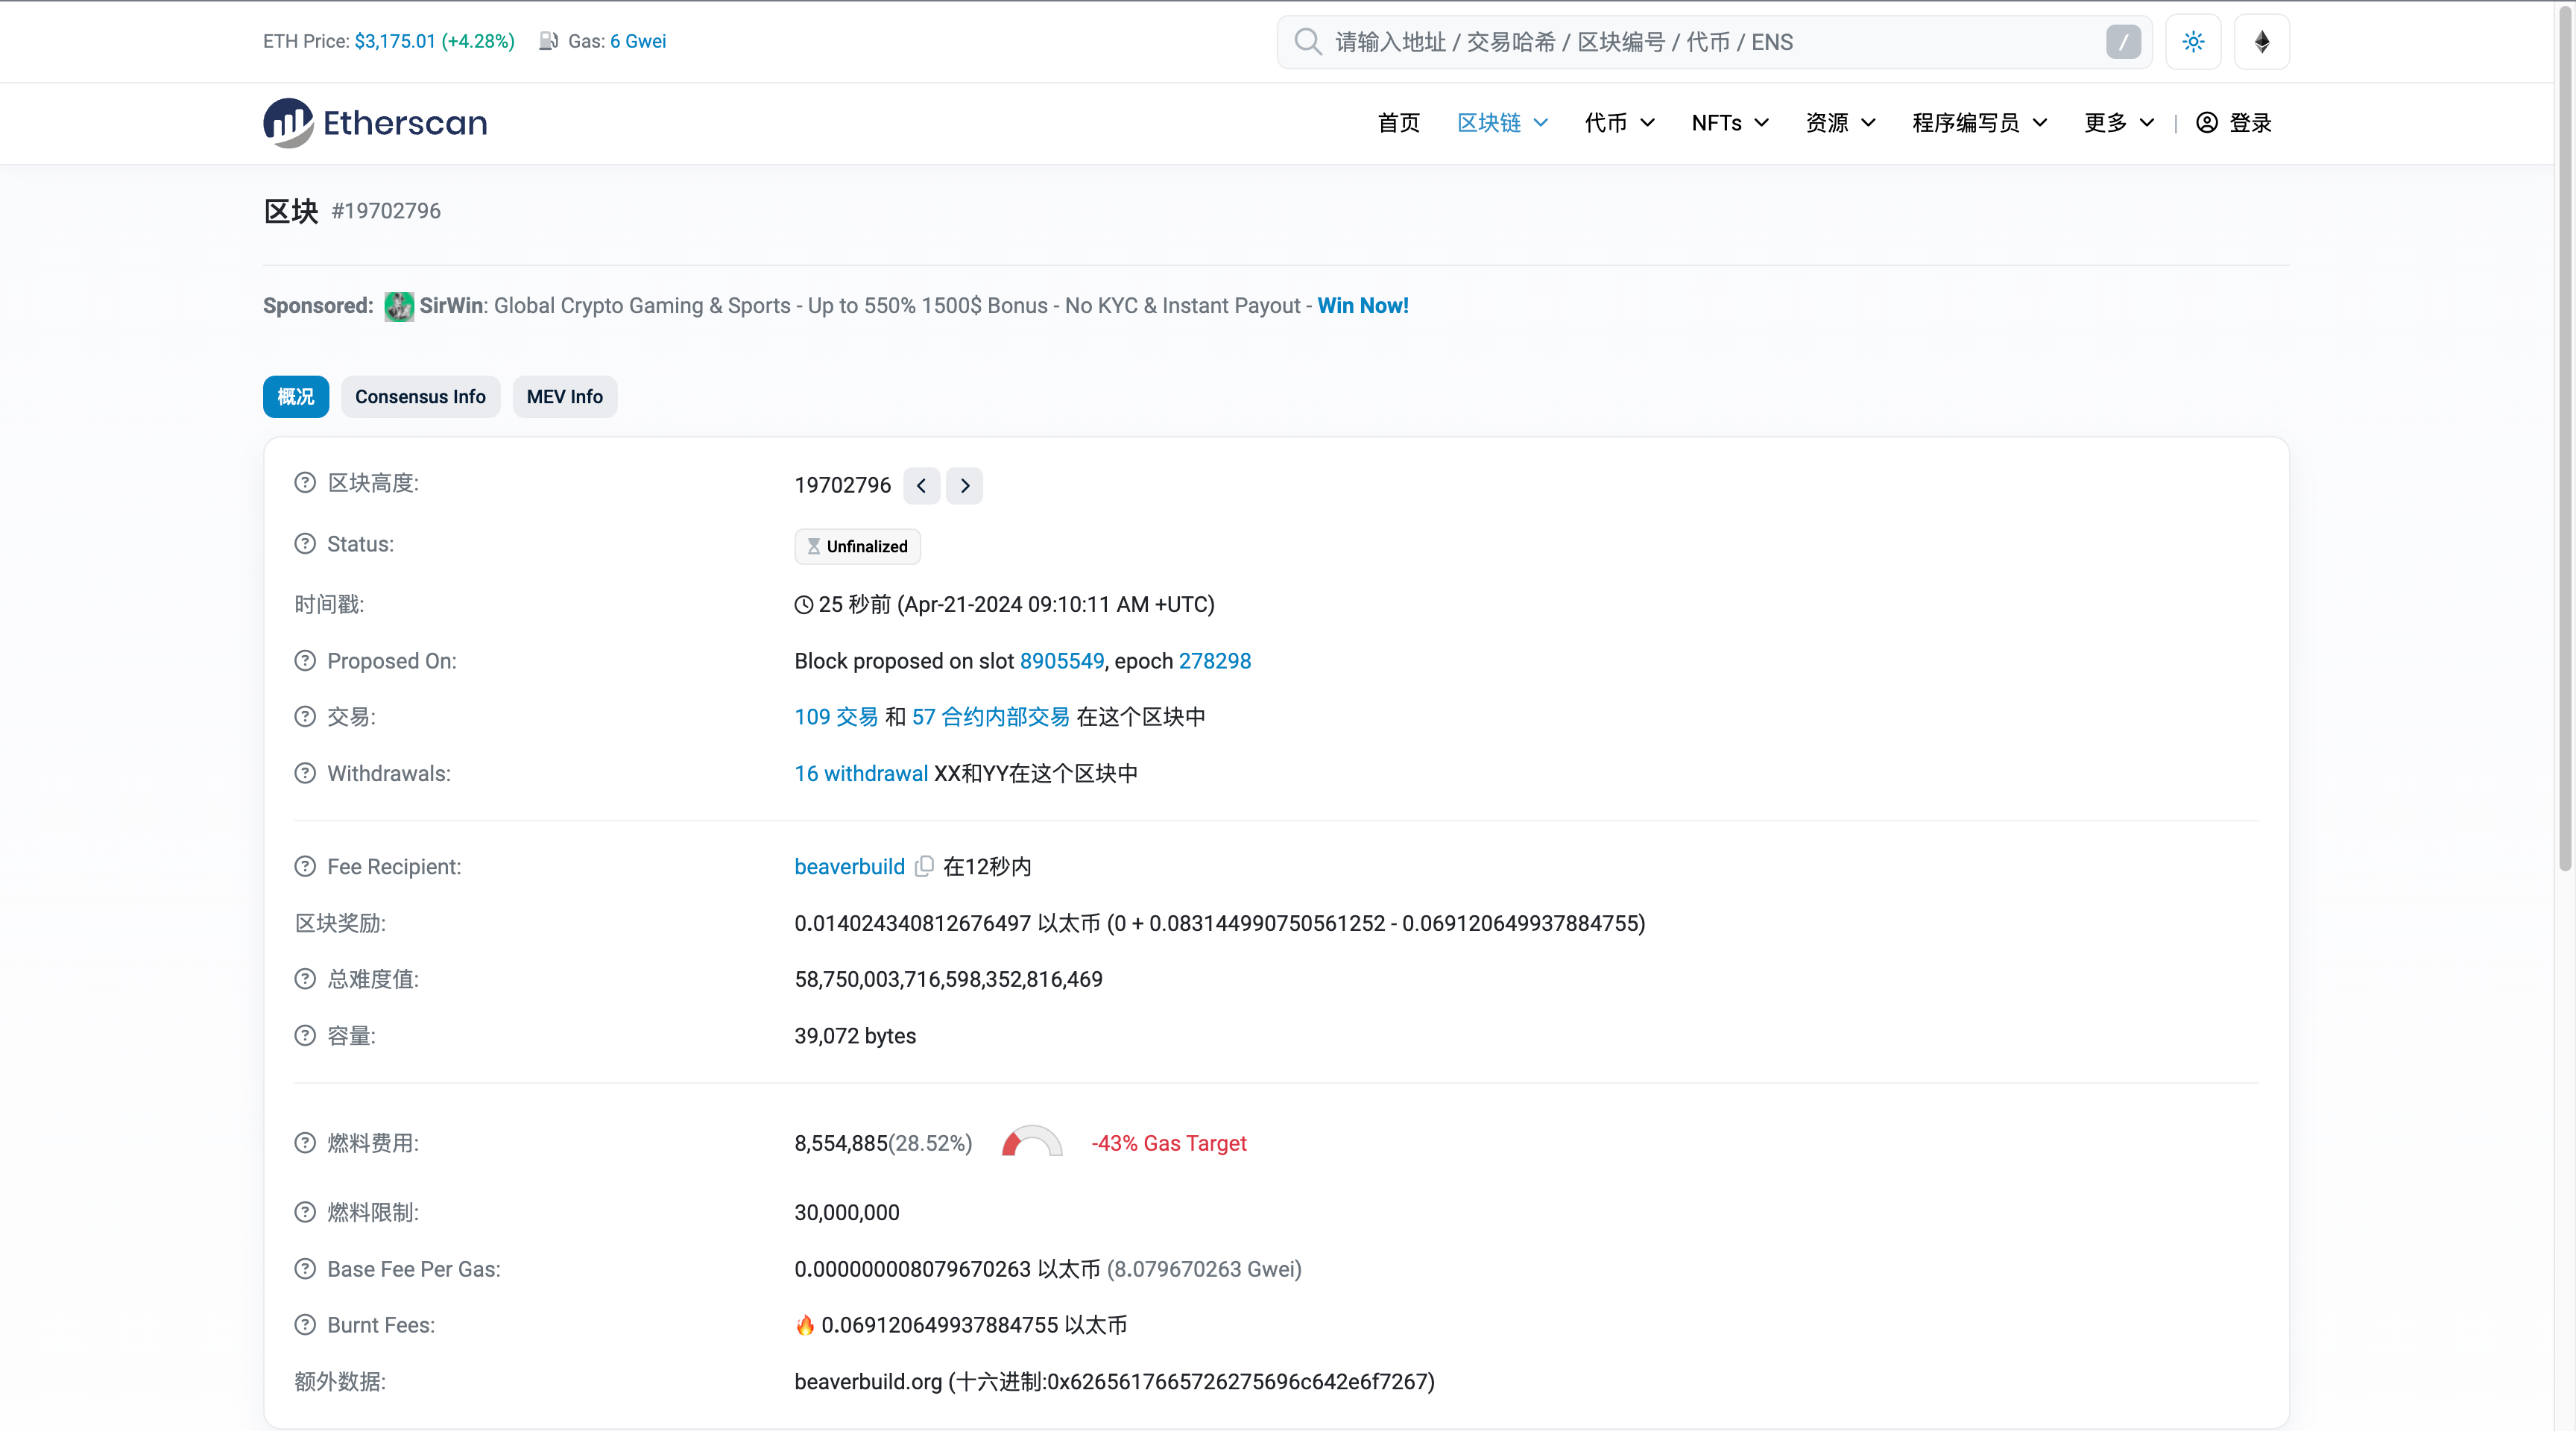 ETH Price: $3,175.01 (+4.28%) Gas: 6 Gwei
请输入地址 / 交易哈希 / 区块编号 / 代币 / ENS /
Etherscan
首页 区块链 代币 NFTs 资源 程序编写员 更多 | 登录
区块 #19702796
Sponsored: SirWin: Global Crypto Gaming & Sports - Up to 550% 1500$ Bonus - No KYC & Instant Payout - Win Now!
概况 Consensus Info MEV Info
区块高度: 19702796
Status: Unfinalized
时间戳: 25 秒前 (Apr-21-2024 09:10:11 AM +UTC)
Proposed On: Block proposed on slot 8905549, epoch 278298
交易: 109 交易 和 57 合约内部交易 在这个区块中
Withdrawals: 16 withdrawal XX和YY在这个区块中
Fee Recipient: beaverbuild 在12秒内
区块奖励: 0.014024340812676497 以太币 (0 + 0.083144990750561252 - 0.069120649937884755)
总难度值: 58,750,003,716,598,352,816,469
容量: 39,072 bytes
燃料费用: 8,554,885(28.52%) -43% Gas Target
燃料限制: 30,000,000
Base Fee Per Gas: 0.000000008079670263 以太币 (8.079670263 Gwei)
Burnt Fees: 🔥 0.069120649937884755 以太币
额外数据: beaverbuild.org (十六进制:0x6265617665726275696c642e6f7267)